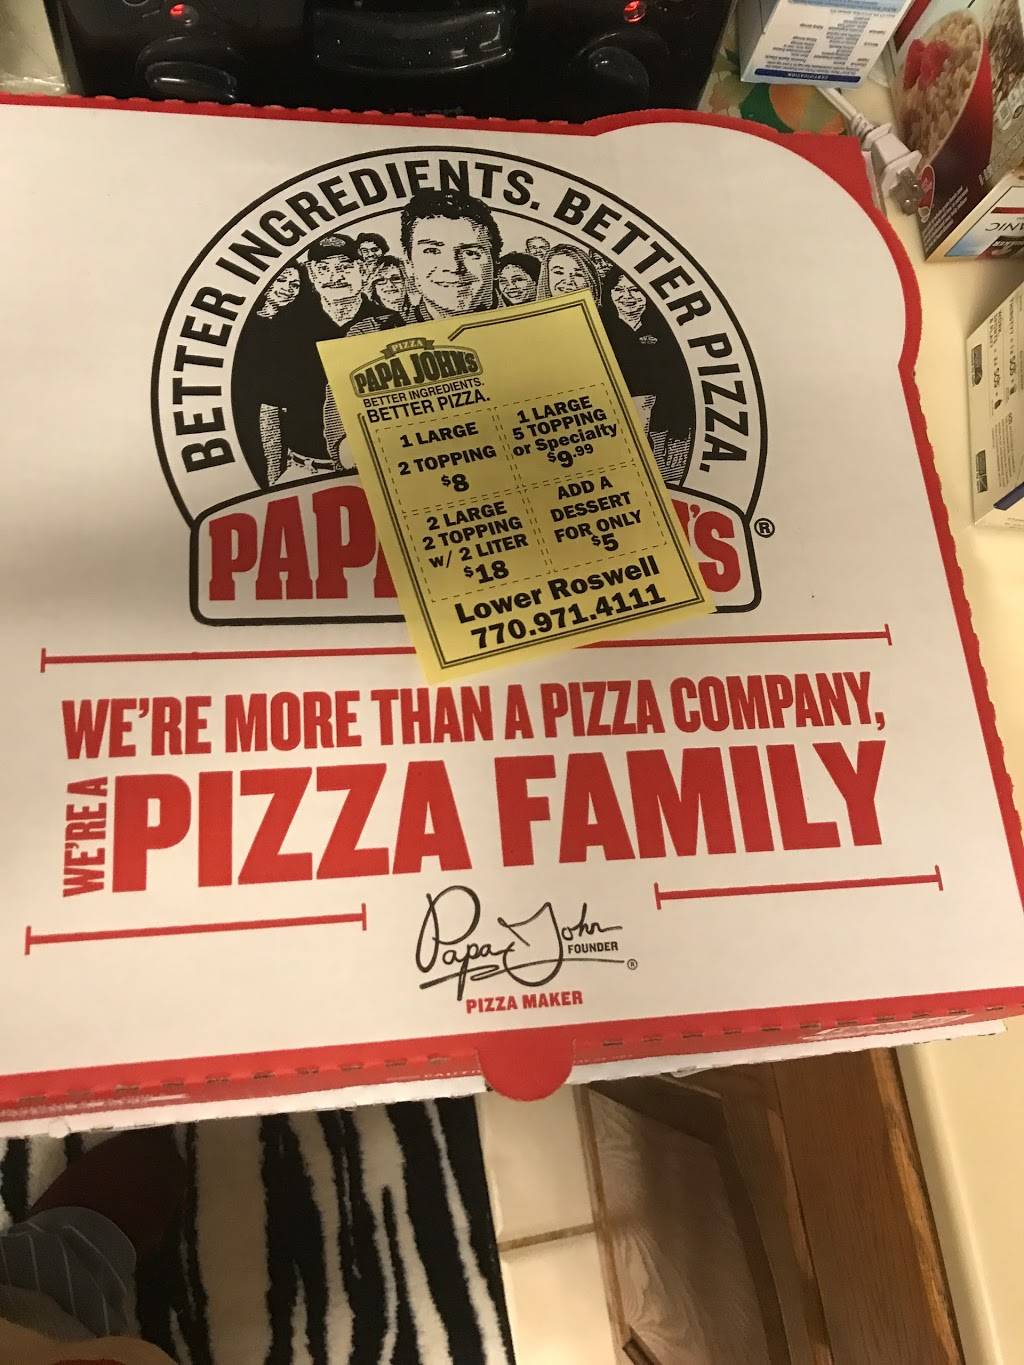 BETTER INGREDIENTS. BETTER PIZZA.
PIZZA
PAPA JOHNS
BETTER INGREDIENTS.
BETTER PIZZA.
1 LARGE
2 TOPPING
$8
1 LARGE
5 TOPPING
or Specialty
$9.99
2 LARGE
2 TOPPING
w/ 2 LITER
$18
ADD A
DESSERT
FOR ONLY
$5
Lower Roswell
770.971.4111
PAP 'S ®
WE'RE MORE THAN A PIZZA COMPANY,
WE'RE A
PIZZA FAMILY
Papa John
FOUNDER
®
PIZZA MAKER